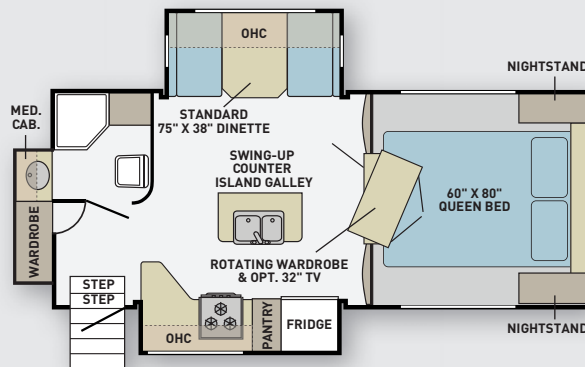 OHC
NIGHTSTAND
STANDARD
75" X 38" DINETTE
MED.
CAB.
SWING-UP
COUNTER
ISLAND GALLEY
60" X 80"
QUEEN BED
WARDROBE
ROTATING WARDROBE
& OPT. 32" TV
STEP
STEP
OHC
PANTRY
FRIDGE
NIGHTSTAND